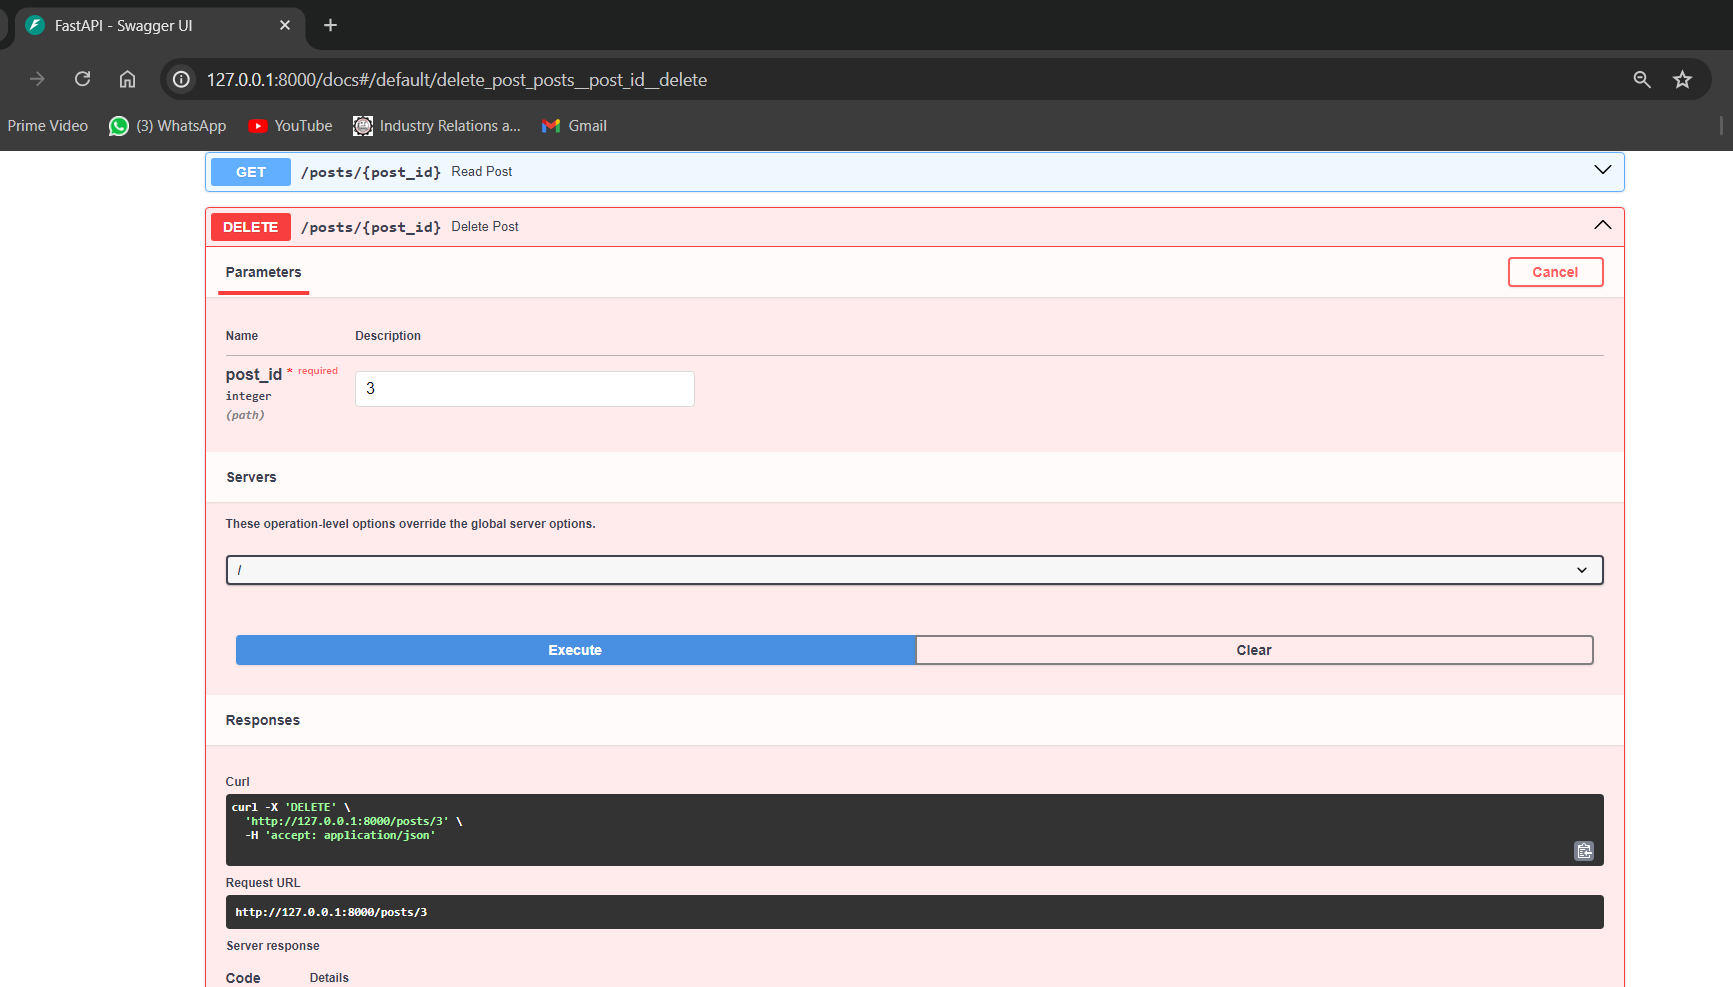 FastAPI - Swagger UI
127.0.0.1:8000/docs#/default/delete_post_posts__post_id__delete
Prime Video (3) WhatsApp YouTube Industry Relations a... Gmail
GET /posts/{post_id} Read Post
DELETE /posts/{post_id} Delete Post
Parameters Cancel
Name Description
post_id * required
3
integer
(path)
Servers
These operation-level options override the global server options.
/
Execute Clear
Responses
Curl
curl -X 'DELETE' \
'http://127.0.0.1:8000/posts/3' \
-H 'accept: application/json'
Request URL
http://127.0.0.1:8000/posts/3
Server response
Code Details